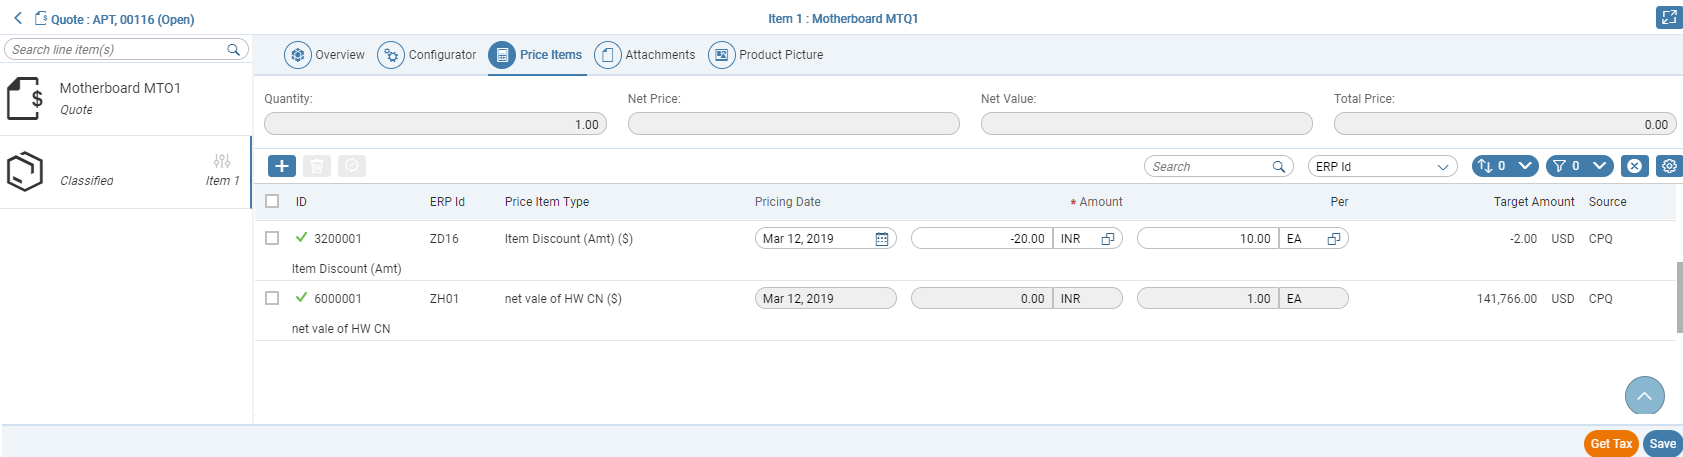 Quote : APT, 00116 (Open)
Item 1 : Motherboard MTQ1
Search line item(s)
Overview
Configurator
Price Items
Attachments
Product Picture
Motherboard MTO1
Quote
Classified
Item 1
Quantity:
Net Price:
Net Value:
Total Price:
1.00
0.00
Search
ERP Id
0
0
ID
ERP Id
Price Item Type
Pricing Date
* Amount
Per
Target Amount
Source
3200001
ZD16
Item Discount (Amt) ($)
Mar 12, 2019
-20.00
INR
10.00
EA
-2.00
USD
CPQ
Item Discount (Amt)
6000001
ZH01
net vale of HW CN ($)
Mar 12, 2019
0.00
INR
1.00
EA
141,766.00
USD
CPQ
net vale of HW CN
Get Tax
Save